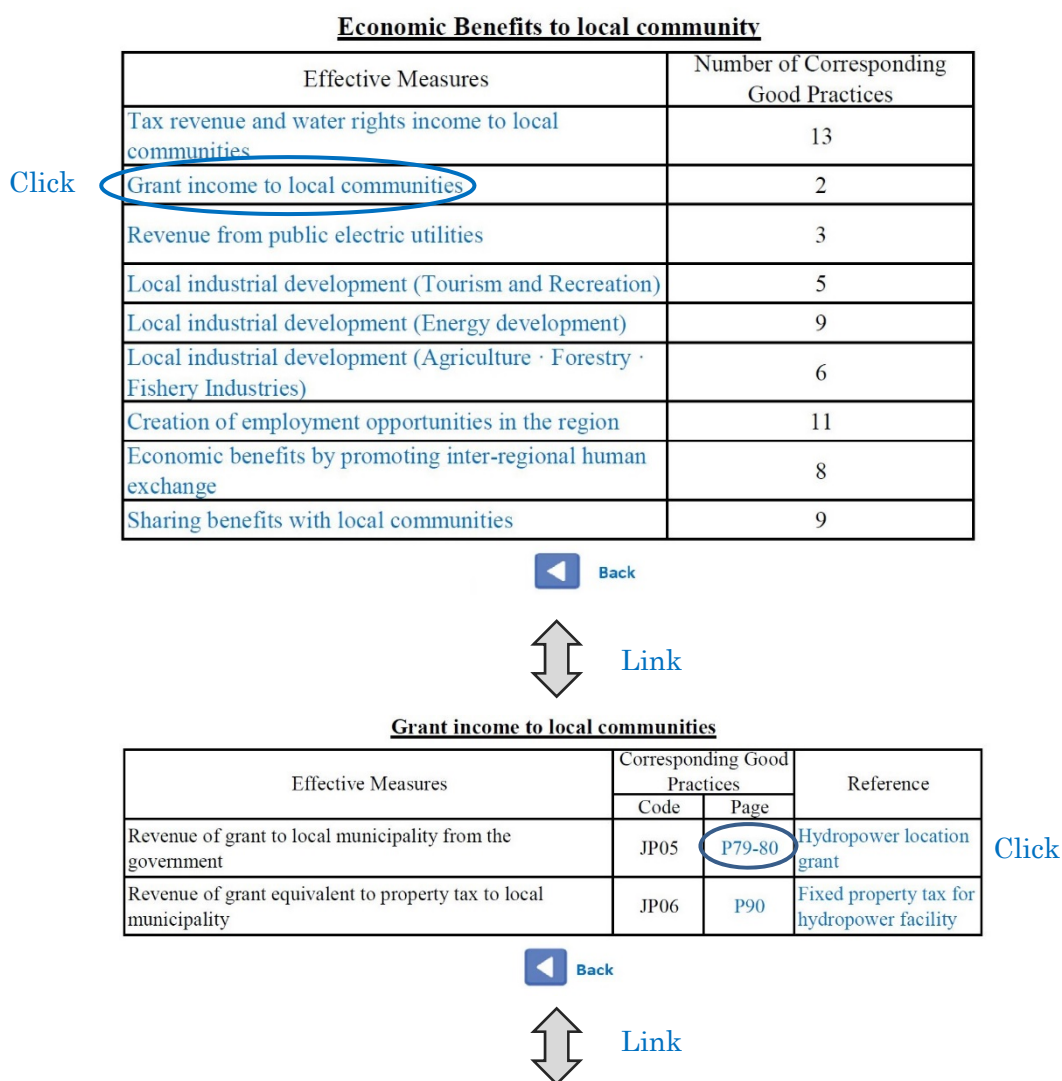 Economic Benefits to local community
Effective Measures
Number of Corresponding
Good Practices
Tax revenue and water rights income to local
communities
13
Click
Grant income to local communities
2
Revenue from public electric utilities
3
Local industrial development (Tourism and Recreation)
5
Local industrial development (Energy development)
9
Local industrial development (Agriculture · Forestry ·
Fishery Industries)
6
Creation of employment opportunities in the region
11
Economic benefits by promoting inter-regional human
exchange
8
Sharing benefits with local communities
9
Back
Link
Grant income to local communities
Effective Measures
Corresponding Good
Practices
Reference
Code
Page
Revenue of grant to local municipality from the
government
JP05
P79-80
Hydropower location
grant
Click
Revenue of grant equivalent to property tax to local
municipality
JP06
P90
Fixed property tax for
hydropower facility
Back
Link